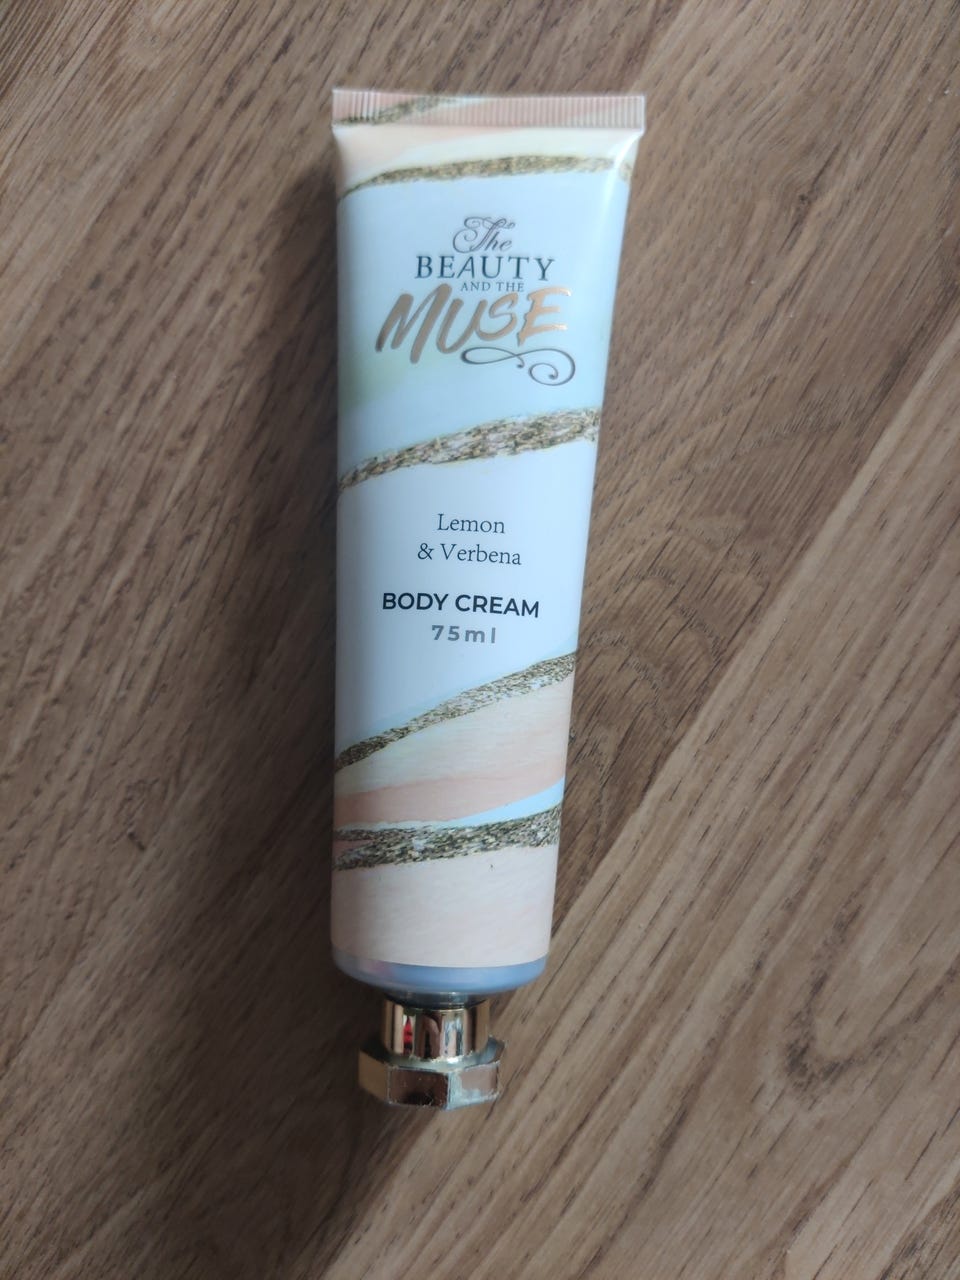 The
BEAUTY
AND THE
MUSE
Lemon
& Verbena
BODY CREAM
75ml